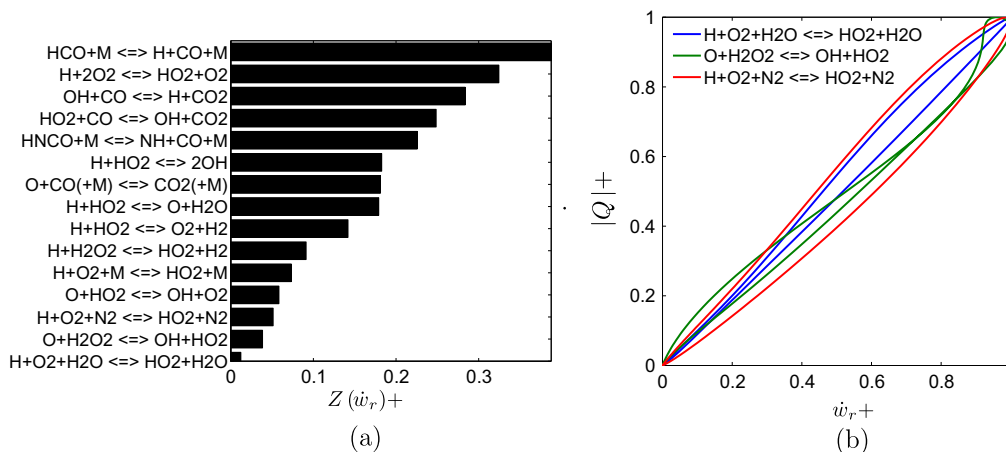 HCO+M <=> H+CO+M
H+2O2 <=> HO2+O2
OH+CO <=> H+CO2
HO2+CO <=> OH+CO2
HNCO+M <=> NH+CO+M
H+HO2 <=> 2OH
O+CO(+M) <=> CO2(+M)
H+HO2 <=> O+H2O
H+HO2 <=> O2+H2
H+H2O2 <=> HO2+H2
H+O2+M <=> HO2+M
O+HO2 <=> OH+O2
H+O2+N2 <=> HO2+N2
O+H2O2 <=> OH+HO2
H+O2+H2O <=> HO2+H2O
0 0.1 0.2 0.3
Z (ẇᵣ)+
(a)
|Q|+
1
0.8
0.6
0.4
0.2
0
H+O2+H2O <=> HO2+H2O
O+H2O2 <=> OH+HO2
H+O2+N2 <=> HO2+N2
0 0.2 0.4 0.6 0.8
ẇᵣ+
(b)